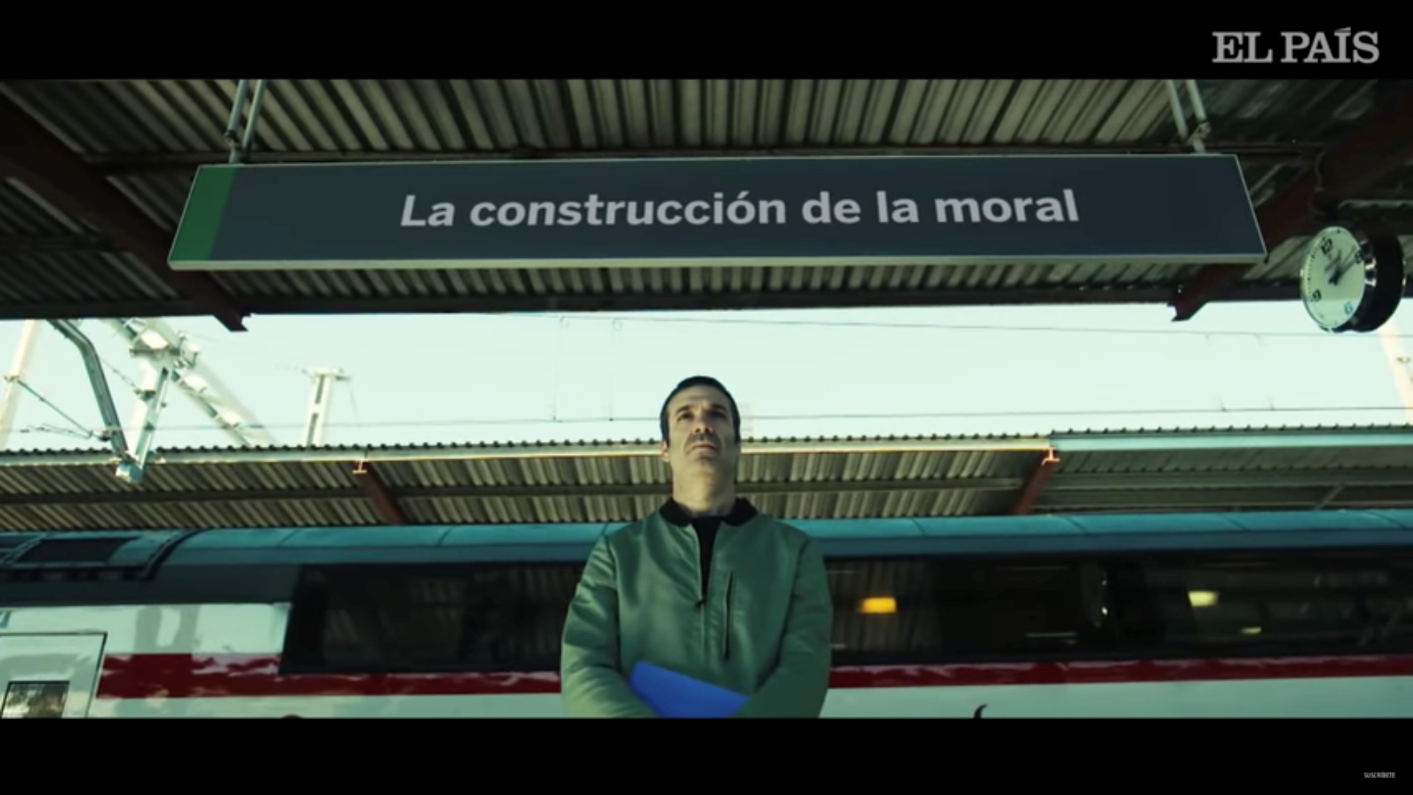 EL PAÍS
La construcción de la moral
SUSCRÍBETE